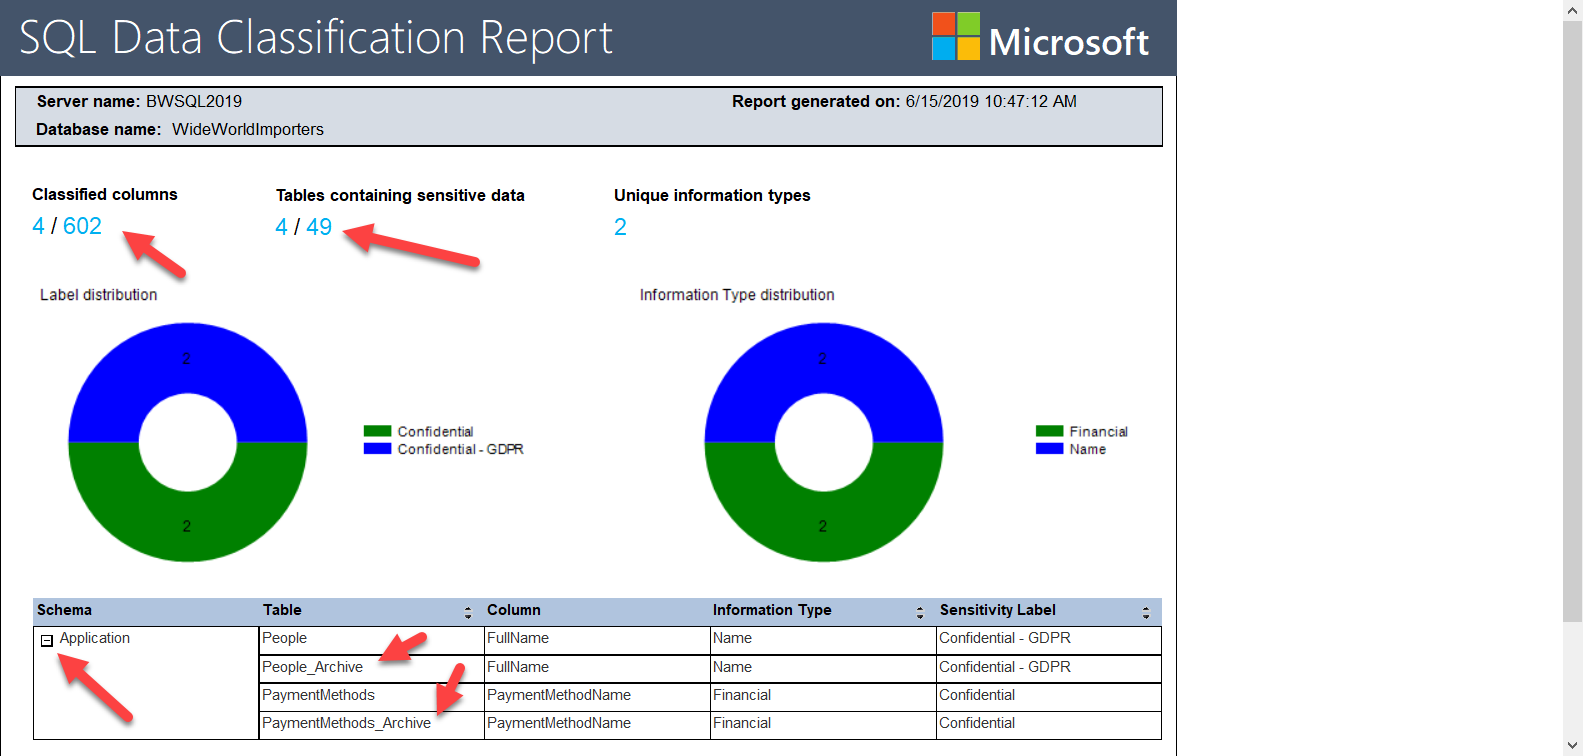 SQL Data Classification Report
Microsoft
Server name: BWSQL2019
Report generated on: 6/15/2019 10:47:12 AM
Database name: WideWorldImporters
Classified columns
Tables containing sensitive data
Unique information types
4 / 602
4 / 49
2
Label distribution
Information Type distribution
2
2
Confidential
Confidential - GDPR
Financial
Name
2
2
Schema Table Column Information Type Sensitivity Label
Application People FullName Name Confidential - GDPR
People_Archive FullName Name Confidential - GDPR
PaymentMethods PaymentMethodName Financial Confidential
PaymentMethods_Archive PaymentMethodName Financial Confidential